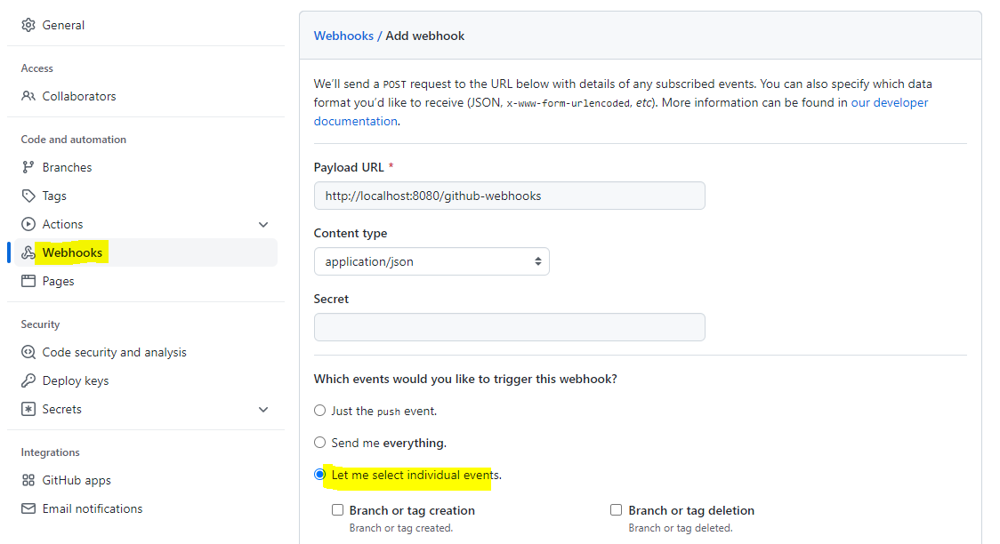 General
Access
Collaborators
Code and automation
Branches
Tags
Actions
Webhooks
Pages
Security
Code security and analysis
Deploy keys
Secrets
Integrations
GitHub apps
Email notifications
Webhooks / Add webhook
We’ll send a POST request to the URL below with details of any subscribed events. You can also specify which data
format you’d like to receive (JSON, x-www-form-urlencoded, etc). More information can be found in our developer
documentation.
Payload URL *
http://localhost:8080/github-webhooks
Content type
application/json
Secret
Which events would you like to trigger this webhook?
Just the push event.
Send me everything.
Let me select individual events.
Branch or tag creation
Branch or tag created.
Branch or tag deletion
Branch or tag deleted.